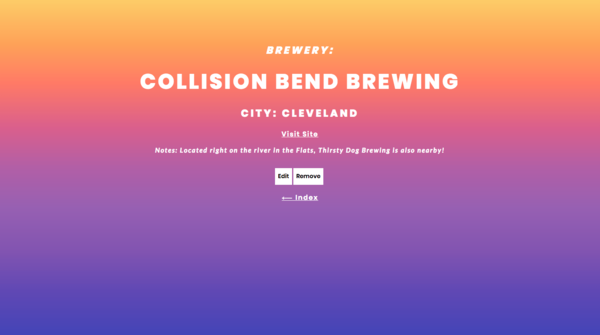 BREWERY:
COLLISION BEND BREWING
CITY: CLEVELAND
Visit Site
Notes: Located right on the river in the Flats, Thirsty Dog Brewing is also nearby!
Edit Remove
⟵ Index